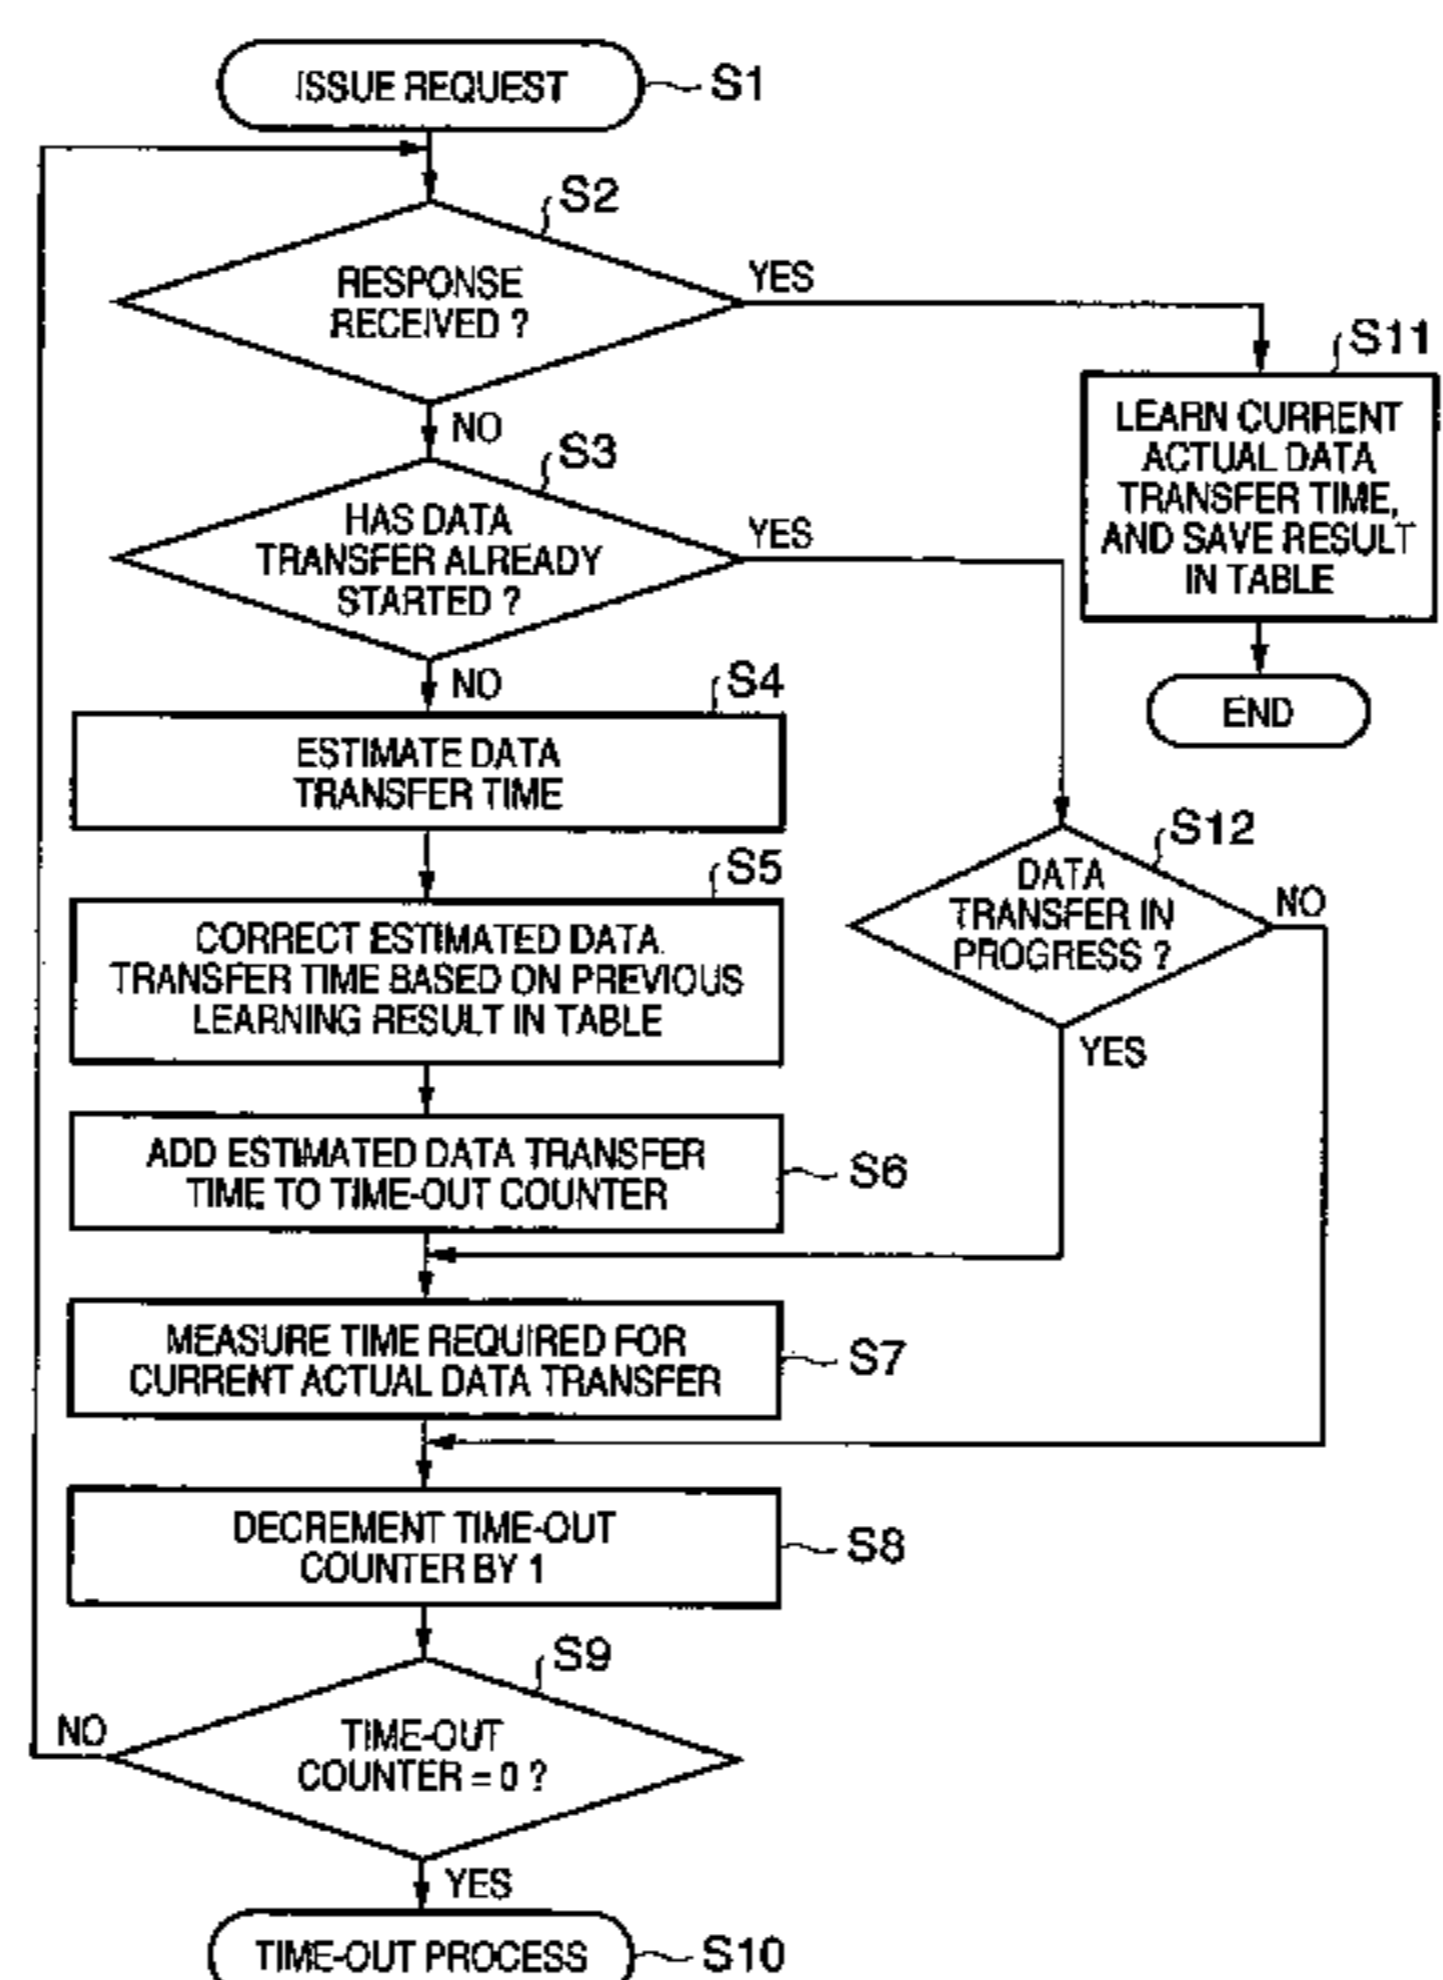 ISSUE REQUEST
S1
S2
RESPONSE
RECEIVED ?
YES
NO
S11
LEARN CURRENT
ACTUAL DATA
TRANSFER TIME,
AND SAVE RESULT
IN TABLE
END
S3
HAS DATA
TRANSFER ALREADY
STARTED ?
YES
NO
S4
ESTIMATE DATA
TRANSFER TIME
S5
CORRECT ESTIMATED DATA
TRANSFER TIME BASED ON PREVIOUS
LEARNING RESULT IN TABLE
S12
DATA
TRANSFER IN
PROGRESS ?
NO
YES
ADD ESTIMATED DATA TRANSFER
TIME TO TIME-OUT COUNTER
S6
MEASURE TIME REQUIRED FOR
CURRENT ACTUAL DATA TRANSFER
S7
DECREMENT TIME-OUT
COUNTER BY 1
S8
S9
TIME-OUT
COUNTER = 0 ?
NO
YES
TIME-OUT PROCESS
S10